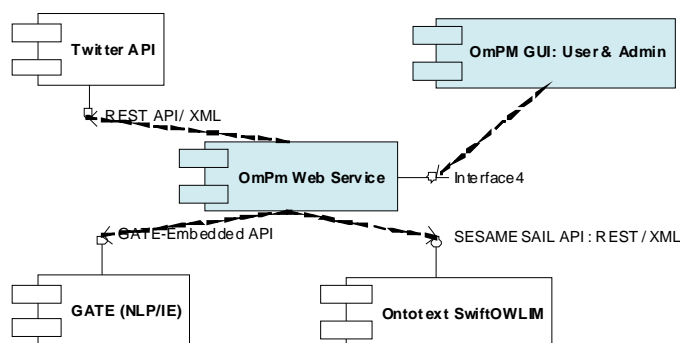 Twitter API
OmPM GUI: User & Admin
REST API/ XML
OmPm Web Service
Interface4
GATE-Embedded API
SESAME SAIL API : REST / XML
GATE (NLP/IE)
Ontotext SwiftOWLIM